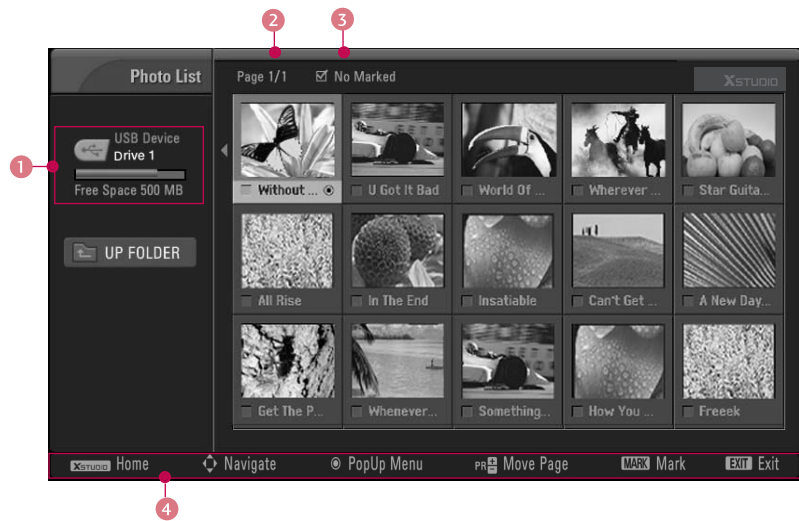 2 3
Photo List Page 1/1 No Marked XSTUDIO
1
USB Device
Drive 1
Free Space 500 MB
UP FOLDER
Without ... U Got It Bad World Of ... Wherever ... Star Guita...
All Rise In The End Insatiable Can't Get ... A New Day...
Get The P... Whenever... Something... How You ... Freeek
XSTUDIO Home Navigate PopUp Menu PR + - Move Page MARK Mark EXIT Exit
4